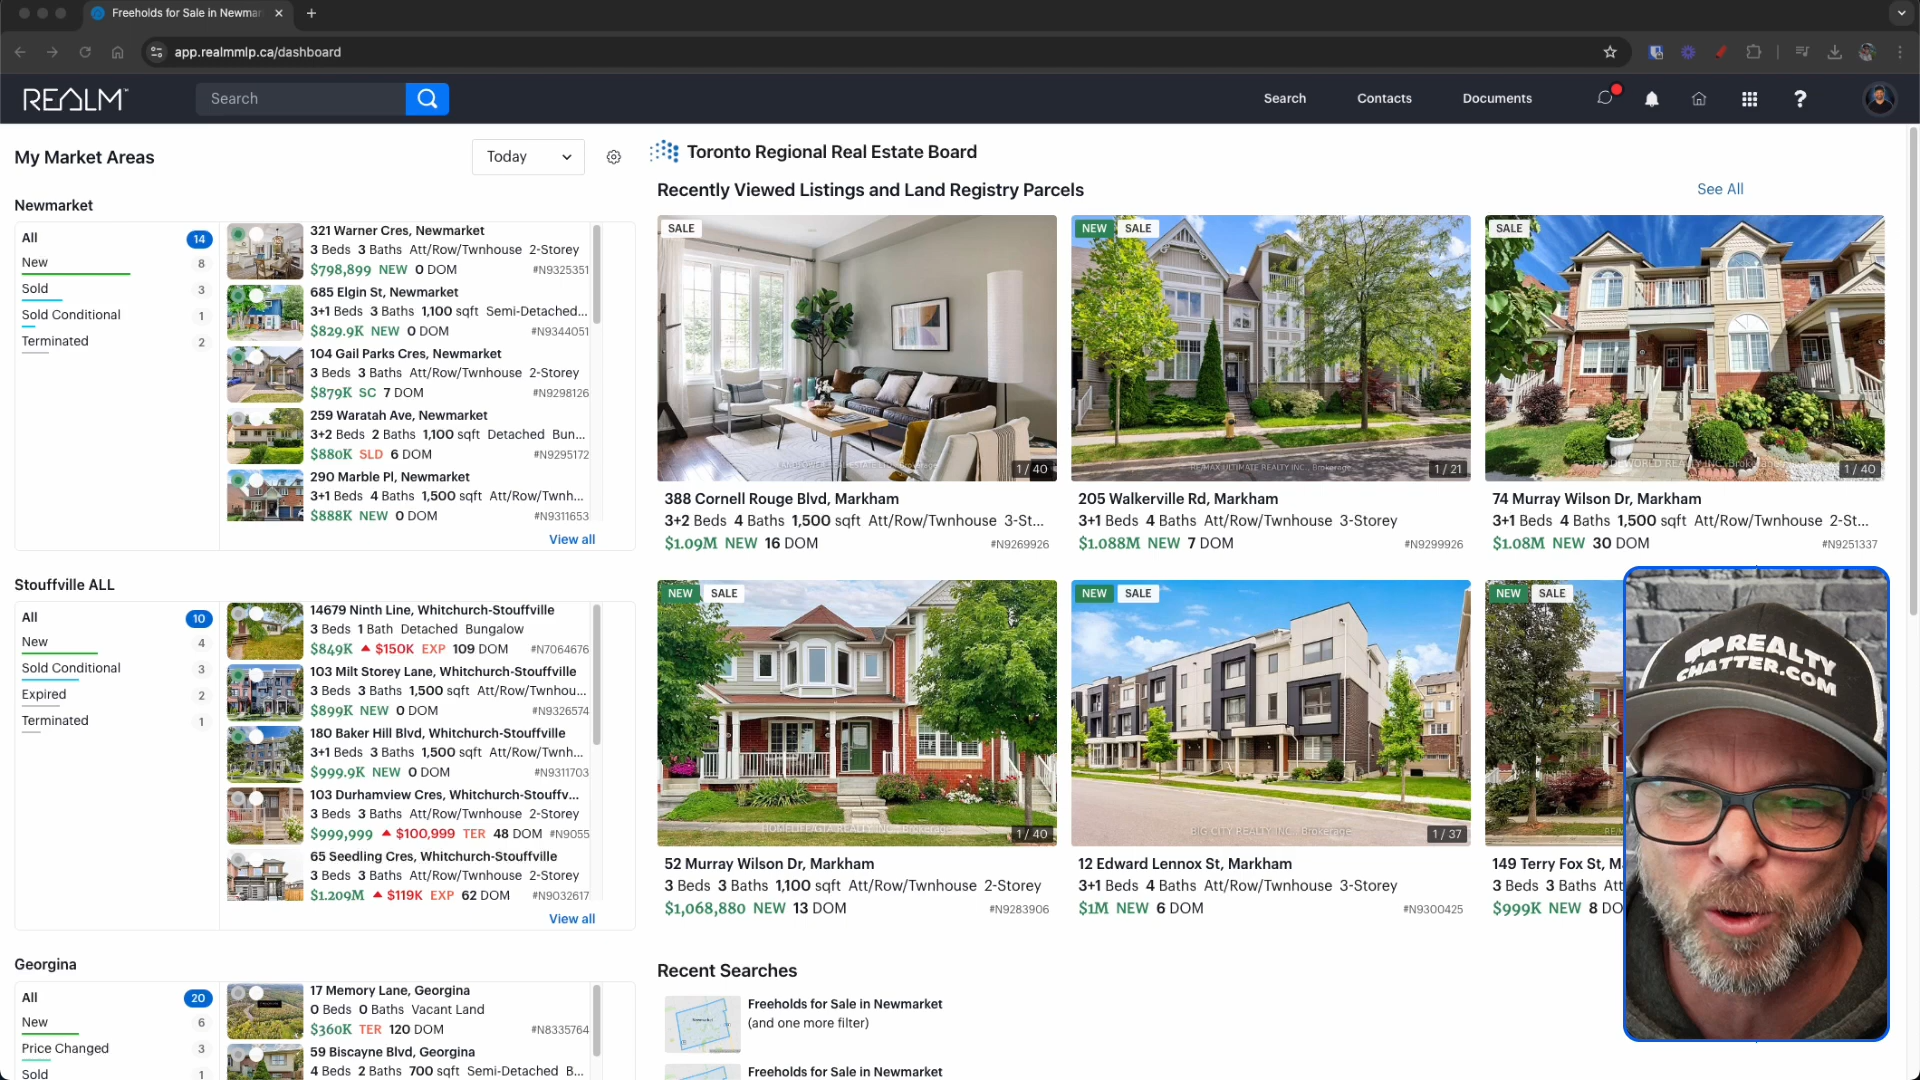 Freeholds for Sale in Newmar
app.realmmlp.ca/dashboard
REALM™
Search
Search
Contacts
Documents
?
My Market Areas
Today
Newmarket
All 14
New 8
Sold 3
Sold Conditional 1
Terminated 2
321 Warner Cres, Newmarket
3 Beds 3 Baths Att/Row/Twnhouse 2-Storey
$798,899 NEW 0 DOM #N9325351
685 Elgin St, Newmarket
3+1 Beds 3 Baths 1,100 sqft Semi-Detached...
$829.9K NEW 0 DOM #N9344051
104 Gail Parks Cres, Newmarket
3 Beds 3 Baths Att/Row/Twnhouse 2-Storey
$879K SC 7 DOM #N9298126
259 Waratah Ave, Newmarket
3+2 Beds 2 Baths 1,100 sqft Detached Bun...
$880K SLD 6 DOM #N9295172
290 Marble Pl, Newmarket
3+1 Beds 4 Baths 1,500 sqft Att/Row/Twnh...
$888K NEW 0 DOM #N9311653
View all
Stouffville ALL
All 10
New 4
Sold Conditional 3
Expired 2
Terminated 1
14679 Ninth Line, Whitchurch-Stouffville
3 Beds 1 Bath Detached Bungalow
$849K $150K EXP 109 DOM #N7064676
103 Milt Storey Lane, Whitchurch-Stouffville
3 Beds 3 Baths 1,500 sqft Att/Row/Twnhou...
$899K NEW 0 DOM #N9326574
180 Baker Hill Blvd, Whitchurch-Stouffville
3+1 Beds 3 Baths 1,500 sqft Att/Row/Twnh...
$999.9K NEW 0 DOM #N9311703
103 Durhamview Cres, Whitchurch-Stouffv...
3 Beds 3 Baths Att/Row/Twnhouse 2-Storey
$999,999 $100,999 TER 48 DOM #N9055
65 Seedling Cres, Whitchurch-Stouffville
3 Beds 3 Baths Att/Row/Twnhouse 2-Storey
$1.209M $119K EXP 62 DOM #N9032617
View all
Georgina
All 20
New 6
Price Changed 3
Sold 1
17 Memory Lane, Georgina
0 Beds 0 Baths Vacant Land
$360K TER 120 DOM #N8335764
59 Biscayne Blvd, Georgina
4 Beds 2 Baths 700 sqft Semi-Detached B...
Toronto Regional Real Estate Board
Recently Viewed Listings and Land Registry Parcels
See All
SALE
1 / 40
388 Cornell Rouge Blvd, Markham
3+2 Beds 4 Baths 1,500 sqft Att/Row/Twnhouse 3-St...
$1.09M NEW 16 DOM #N9269926
NEW SALE
RE/MAX ULTIMATE REALTY INC., Brokerage
1 / 21
205 Walkerville Rd, Markham
3+1 Beds 4 Baths Att/Row/Twnhouse 3-Storey
$1.088M NEW 7 DOM #N9299926
SALE
1 / 40
74 Murray Wilson Dr, Markham
3+1 Beds 4 Baths 1,500 sqft Att/Row/Twnhouse 2-St...
$1.08M NEW 30 DOM #N9251337
NEW SALE
1 / 40
52 Murray Wilson Dr, Markham
3 Beds 3 Baths 1,100 sqft Att/Row/Twnhouse 2-Storey
$1,068,880 NEW 13 DOM #N9283906
NEW SALE
BIG CITY REALTY INC., Brokerage
1 / 37
12 Edward Lennox St, Markham
3+1 Beds 4 Baths Att/Row/Twnhouse 3-Storey
$1M NEW 6 DOM #N9300425
NEW SALE
149 Terry Fox St, M
3 Beds 3 Baths Att
$999K NEW 8 DO
REALTY
CHATTER.COM
Recent Searches
Freeholds for Sale in Newmarket
(and one more filter)
Freeholds for Sale in Newmarket